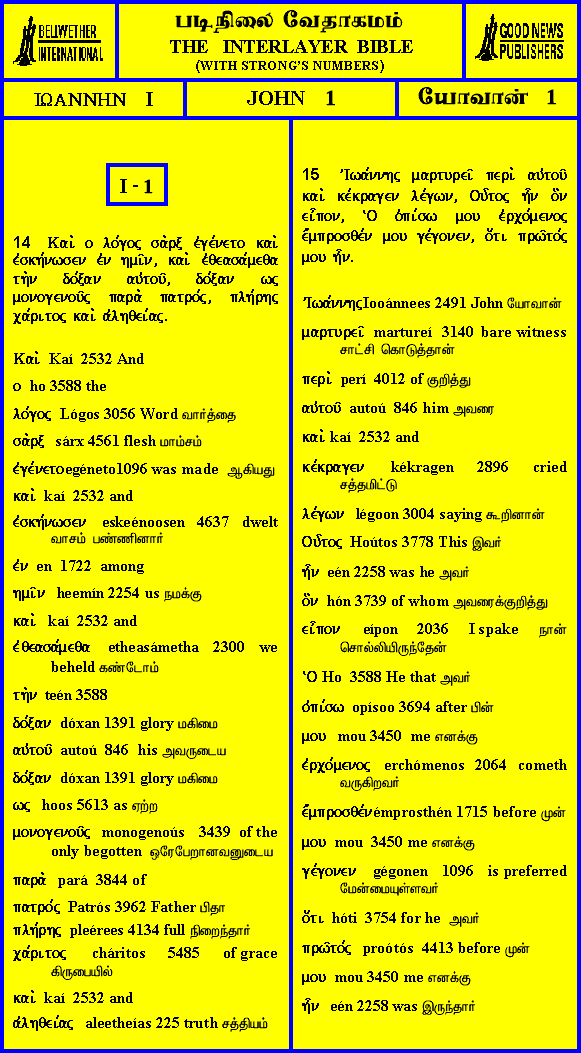 BELLWETHER
INTERNATIONAL
படிநிலை வேதாகமம்
THE INTERLAYER BIBLE
(WITH STRONG'S NUMBERS)
GOOD NEWS
PUBLISHERS
ΙΩΑΝΝΗΝ Ι
JOHN 1
யோவான் 1
I - 1
14 Καὶ ο λόγος σὰρξ ἐγένετο καὶ
ἐσκήνωσεν ἐν ημῖν, καὶ ἐθεασάμεθα
τὴν δόξαν αὐτοῦ, δόξαν ως
μονογενοῦς παρὰ πατρός, πλήρης
χάριτος καὶ ἀληθείας.
Καὶ Kaí 2532 And
ο ho 3588 the
λόγος Lógos 3056 Word வார்த்தை
σὰρξ sárx 4561 flesh மாம்சம்
ἐγένετο egéneto1096 was made ஆகியது
καὶ kaí 2532 and
ἐσκήνωσεν eskeénoosen 4637 dwelt
வாசம் பண்ணினார்
ἐν en 1722 among
ημῖν heemín 2254 us நமக்கு
καὶ kaí 2532 and
ἐθεασάμεθα etheasámetha 2300 we
beheld கண்டோம்
τὴν teén 3588
δόξαν dóxan 1391 glory மகிமை
αὐτοῦ autoú 846 his அவருடைய
δόξαν dóxan 1391 glory மகிமை
ως hoos 5613 as ஏற்ற
μονογενοῦς monogenoús 3439 of the
only begotten ஒரேபேறானவனுடைய
παρὰ pará 3844 of
πατρός Patrós 3962 Father பிதா
πλήρης pleérees 4134 full நிறைந்தார்
χάριτος cháritos 5485 of grace
கிருபையில்
καὶ kaí 2532 and
ἀληθείας aleetheías 225 truth சத்தியம்
15 Ἰωάννης μαρτυρεῖ περὶ αὐτοῦ
καὶ κέκραγεν λέγων, Οὗτος ἦν ὃν
εἶπον, Ὁ ὀπίσω μου ἐρχόμενος
ἔμπροσθέν μου γέγονεν, ὅτι πρῶτός
μου ἦν.
Ἰωάννης Iooánnees 2491 John யோவான்
μαρτυρεῖ martureí 3140 bare witness
சாட்சி கொடுத்தான்
περὶ perí 4012 of குறித்து
αὐτοῦ autoú 846 him அவரை
καὶ kaí 2532 and
κέκραγεν kékragen 2896 cried
சத்தமிட்டு
λέγων légoon 3004 saying கூறினான்
Οὗτος Hoútos 3778 This இவர்
ἦν eén 2258 was he அவர்
ὃν hón 3739 of whom அவரைக்குறித்து
εἶπον eípon 2036 I spake நான்
சொல்லியிருந்தேன்
Ὁ Ho 3588 He that அவர்
ὀπίσω opísoo 3694 after பின்
μου mou 3450 me எனக்கு
ἐρχόμενος erchómenos 2064 cometh
வருகிறவர்
ἔμπροσθέν émprosthén 1715 before முன்
μου mou 3450 me எனக்கு
γέγονεν gégonen 1096 is preferred
மேன்மையுள்ளவர்
ὅτι hóti 3754 for he அவர்
πρῶτός proótós 4413 before முன்
μου mou 3450 me எனக்கு
ἦν eén 2258 was இருந்தார்